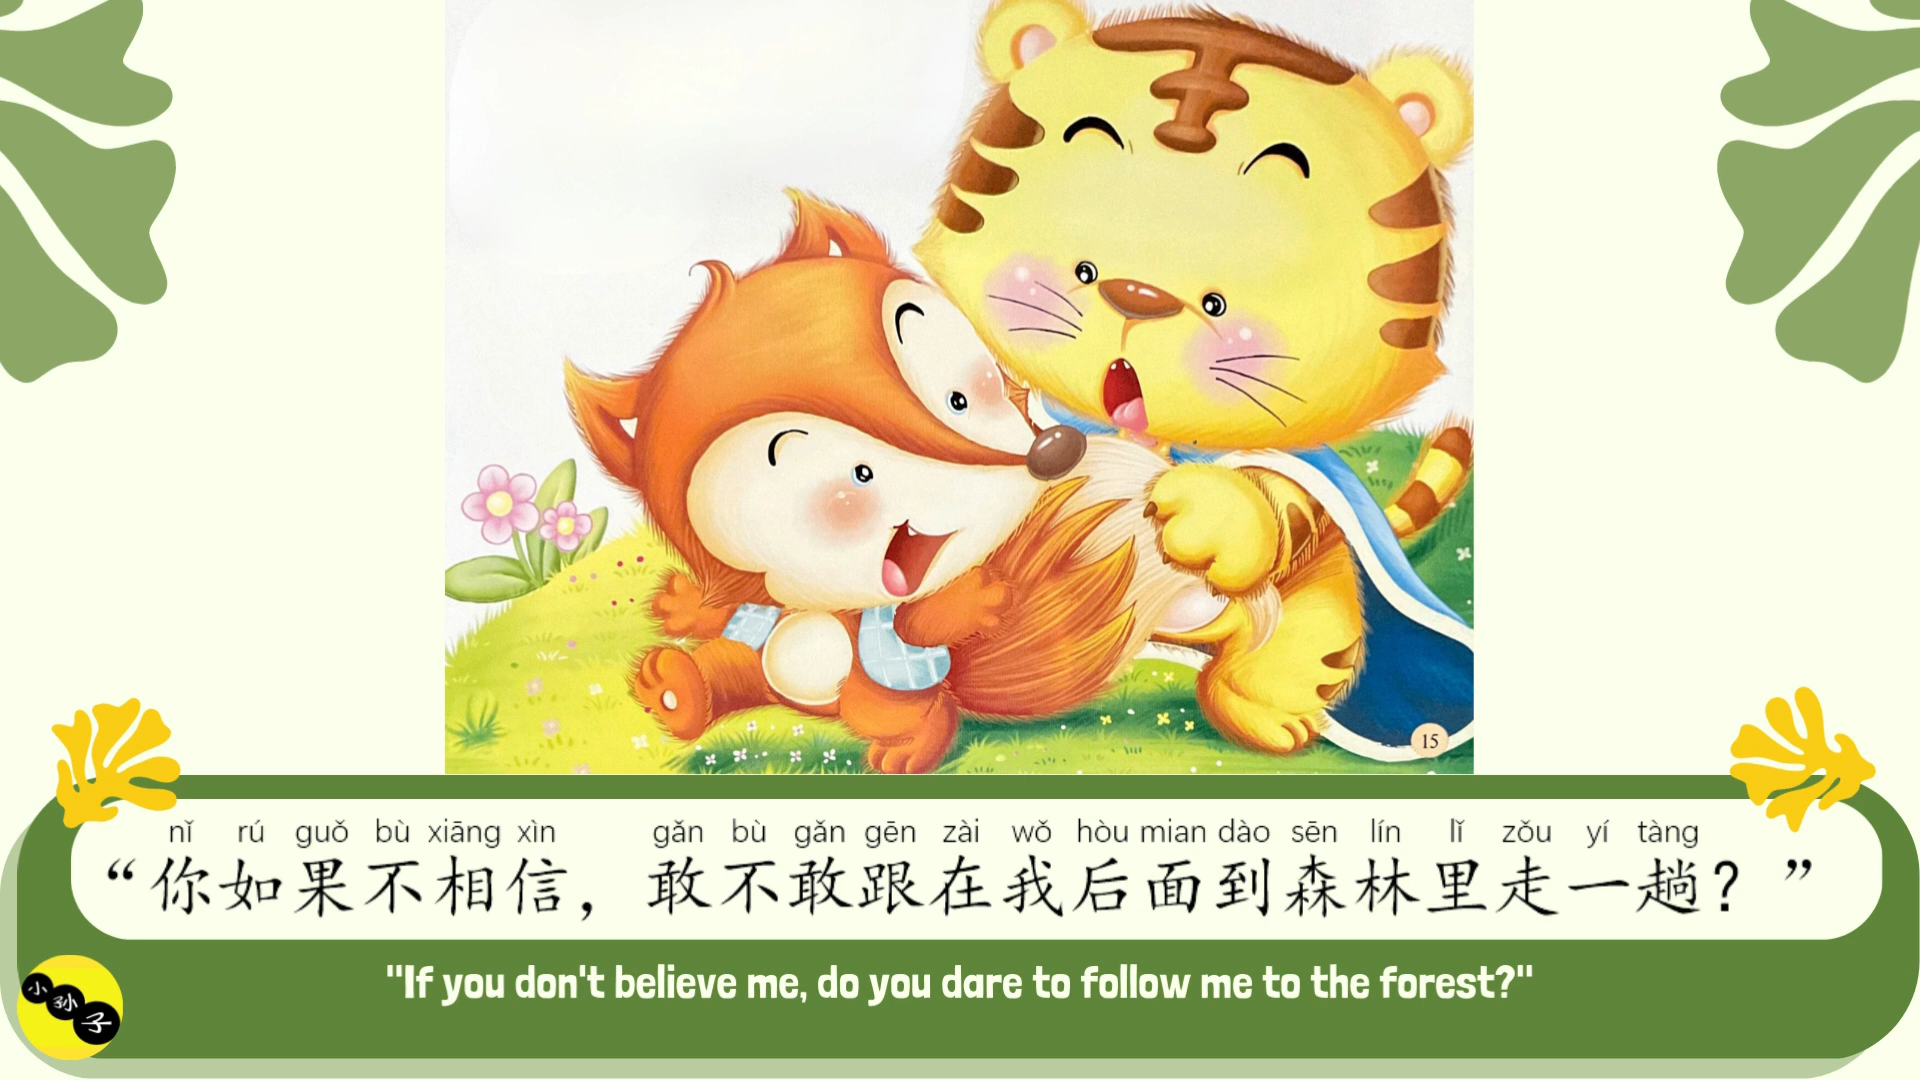 15
nǐ rú guǒ bù xiāng xìn gǎn bù gǎn gēn zài wǒ hòu mian dào sēn lín lǐ zǒu yí tàng
“你如果不相信，敢不敢跟在我后面到森林里走一趟？”
"If you don't believe me, do you dare to follow me to the forest?"
小孙子